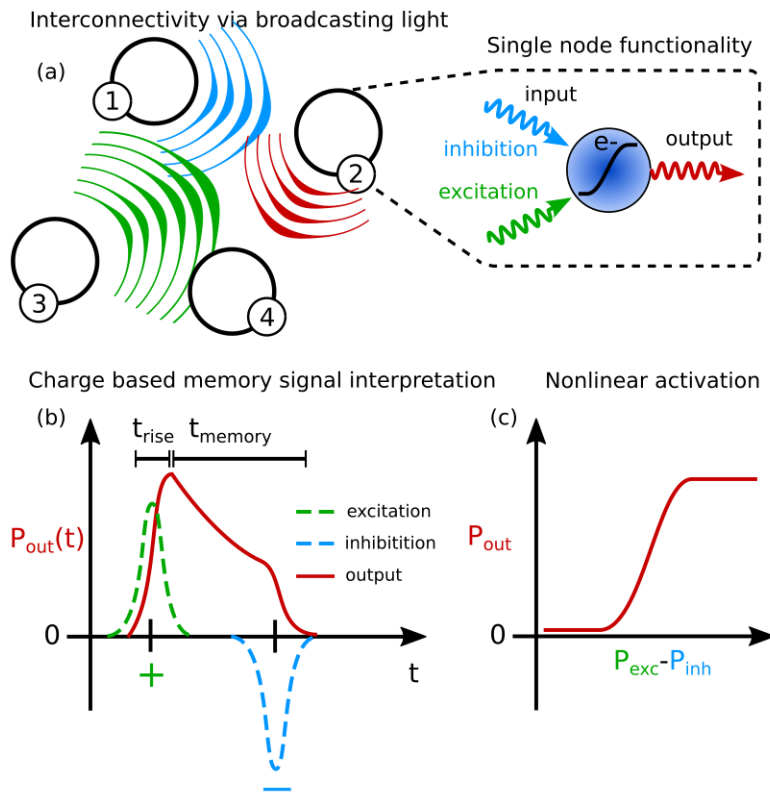 Interconnectivity via broadcasting light
Single node functionality
(a)
1
2
3
4
input
inhibition
excitation
e-
output
Charge based memory signal interpretation
Nonlinear activation
(b)
t_rise
t_memory
P_out(t)
0
excitation
inhibitition
output
+
t
—
(c)
P_out
0
P_exc-P_inh